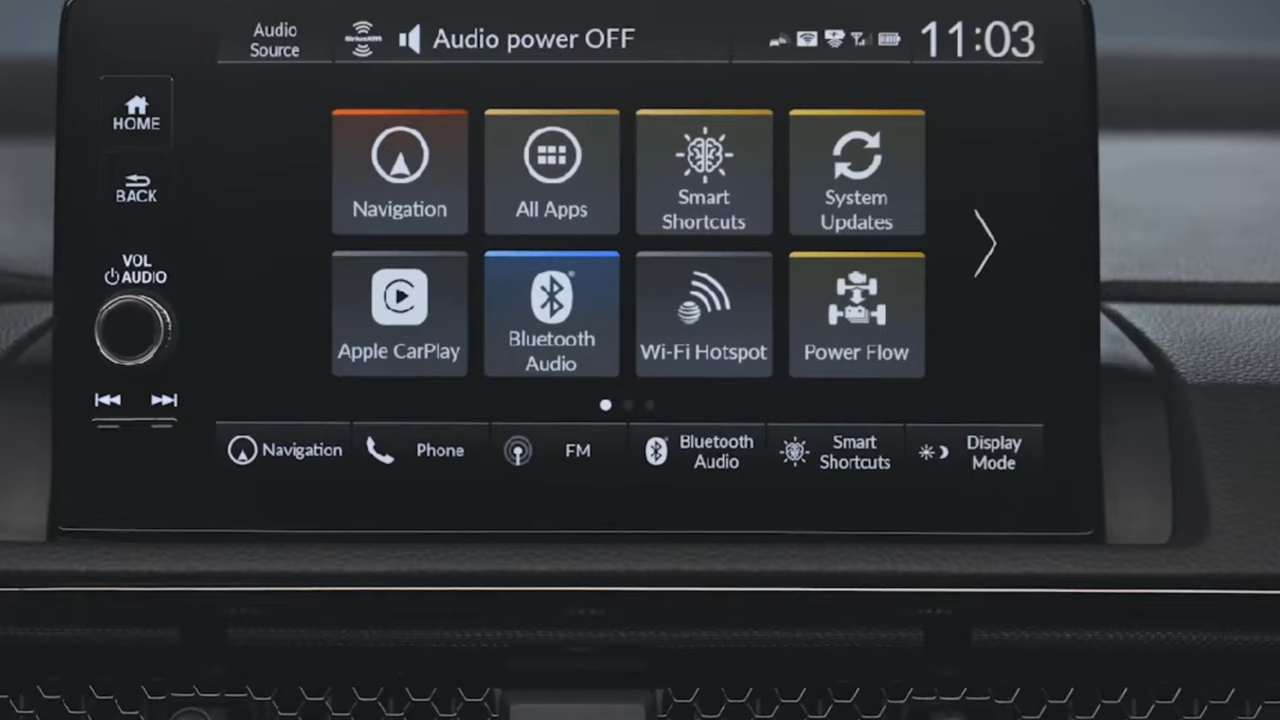 Audio
Source
SiriusXM
Audio power OFF
11:03
HOME
BACK
VOL
AUDIO
Navigation
All Apps
Smart
Shortcuts
System
Updates
Apple CarPlay
Bluetooth
Audio
Wi-Fi Hotspot
Power Flow
Navigation
Phone
FM
Bluetooth
Audio
Smart
Shortcuts
Display
Mode